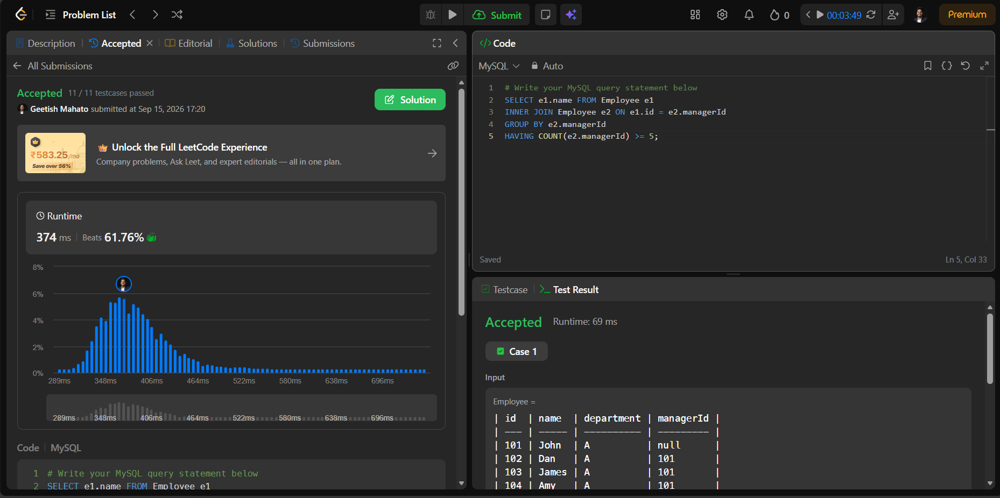 Problem List
Submit
0
00:03:49
Premium
Description
Accepted
Editorial
Solutions
Submissions
All Submissions
Accepted 11 / 11 testcases passed
Geetish Mahato submitted at Sep 15, 2026 17:20
Solution
₹583.25/mo
Save over 56%
Unlock the Full LeetCode Experience
Company problems, Ask Leet, and expert editorials — all in one plan.
Runtime
374 ms Beats 61.76%
8%
6%
4%
2%
0%
289ms 348ms 406ms 464ms 522ms 580ms 638ms 696ms
289ms 348ms 406ms 464ms 522ms 580ms 638ms 696ms
Code MySQL
1 # Write your MySQL query statement below
2 SELECT e1.name FROM Employee e1
</> Code
MySQL Auto
1 # Write your MySQL query statement below
2 SELECT e1.name FROM Employee e1
3 INNER JOIN Employee e2 ON e1.id = e2.managerId
4 GROUP BY e2.managerId
5 HAVING COUNT(e2.managerId) >= 5;
Saved Ln 5, Col 33
Testcase
Test Result
Accepted Runtime: 69 ms
Case 1
Input
Employee =
| id | name | department | managerId |
| --- | ----- | ---------- | --------- |
| 101 | John | A | null |
| 102 | Dan | A | 101 |
| 103 | James | A | 101 |
| 104 | Amy | A | 101 |